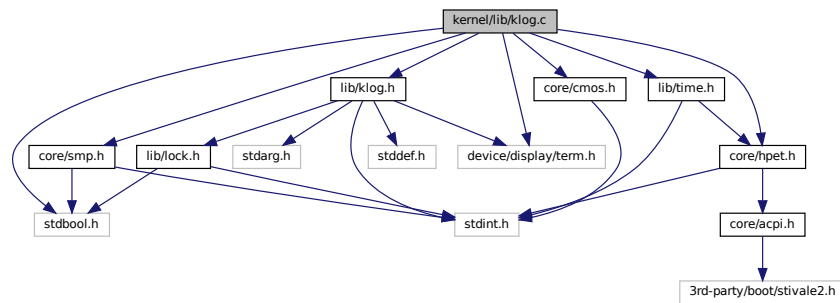 kernel/lib/klog.c
lib/klog.h
core/cmos.h
lib/time.h
core/smp.h
lib/lock.h
stdarg.h
stddef.h
device/display/term.h
core/hpet.h
stdbool.h
stdint.h
core/acpi.h
3rd-party/boot/stivale2.h